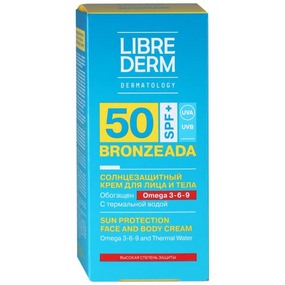 LIBRE
DERM
DERMATOLOGY
50
SPF+
UVA
UVB
BRONZEADA
СОЛНЦЕЗАЩИТНЫЙ
КРЕМ ДЛЯ ЛИЦА И ТЕЛА
Обогащен Omega 3-6-9
С термальной водой
SUN PROTECTION
FACE AND BODY CREAM
Omega 3-6-9 and Thermal Water
ВЫСОКАЯ СТЕПЕНЬ ЗАЩИТЫ